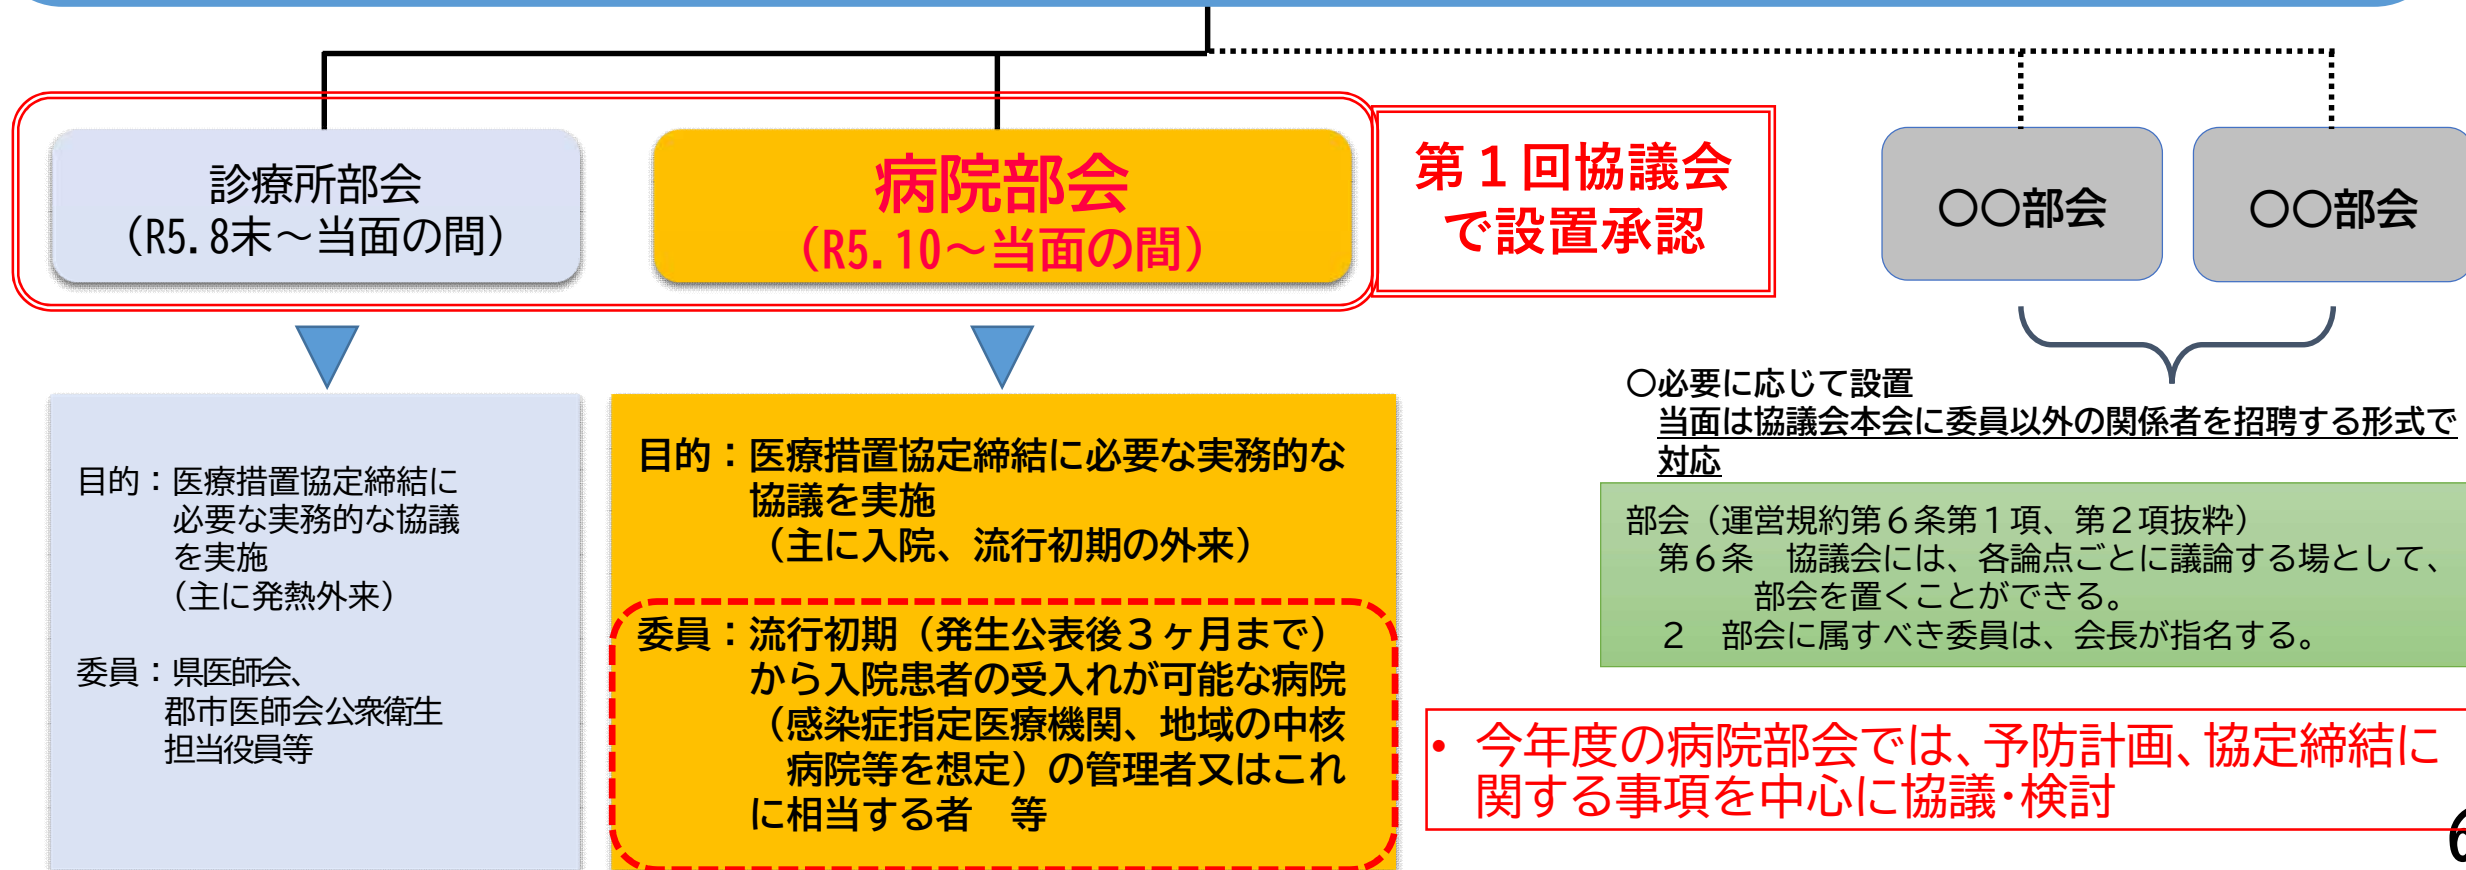 診療所部会
（R5.8末～当面の間）
病院部会
（R5.10～当面の間）
第１回協議会
で設置承認
〇〇部会
〇〇部会
目的：医療措置協定締結に
必要な実務的な協議
を実施
（主に発熱外来）
委員：県医師会、
郡市医師会公衆衛生
担当役員等
目的：医療措置協定締結に必要な実務的な
協議を実施
（主に入院、流行初期の外来）
委員：流行初期（発生公表後３ヶ月まで）
から入院患者の受入れが可能な病院
（感染症指定医療機関、地域の中核
病院等を想定）の管理者又はこれ
に相当する者　等
〇必要に応じて設置
当面は協議会本会に委員以外の関係者を招聘する形式で
対応
部会（運営規約第６条第１項、第２項抜粋）
第６条　協議会には、各論点ごとに議論する場として、
部会を置くことができる。
２　部会に属すべき委員は、会長が指名する。
・今年度の病院部会では、予防計画、協定締結に
関する事項を中心に協議・検討
6